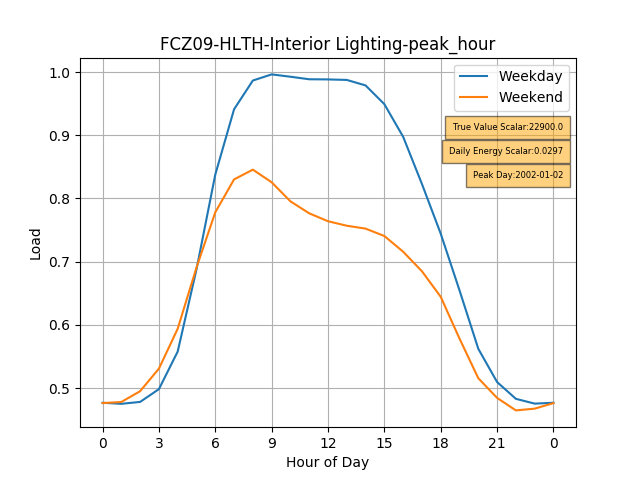 FCZ09-HLTH-Interior Lighting-peak_hour
Weekday
Weekend
True Value Scalar:22900.0
Daily Energy Scalar:0.0297
Peak Day:2002-01-02
Load
1.0
0.9
0.8
0.7
0.6
0.5
0 3 6 9 12 15 18 21 0
Hour of Day